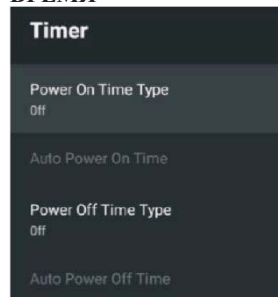 ВРЕМЯ
Timer
Power On Time Type
Off
Auto Power On Time
Power Off Time Type
Off
Auto Power Off Time